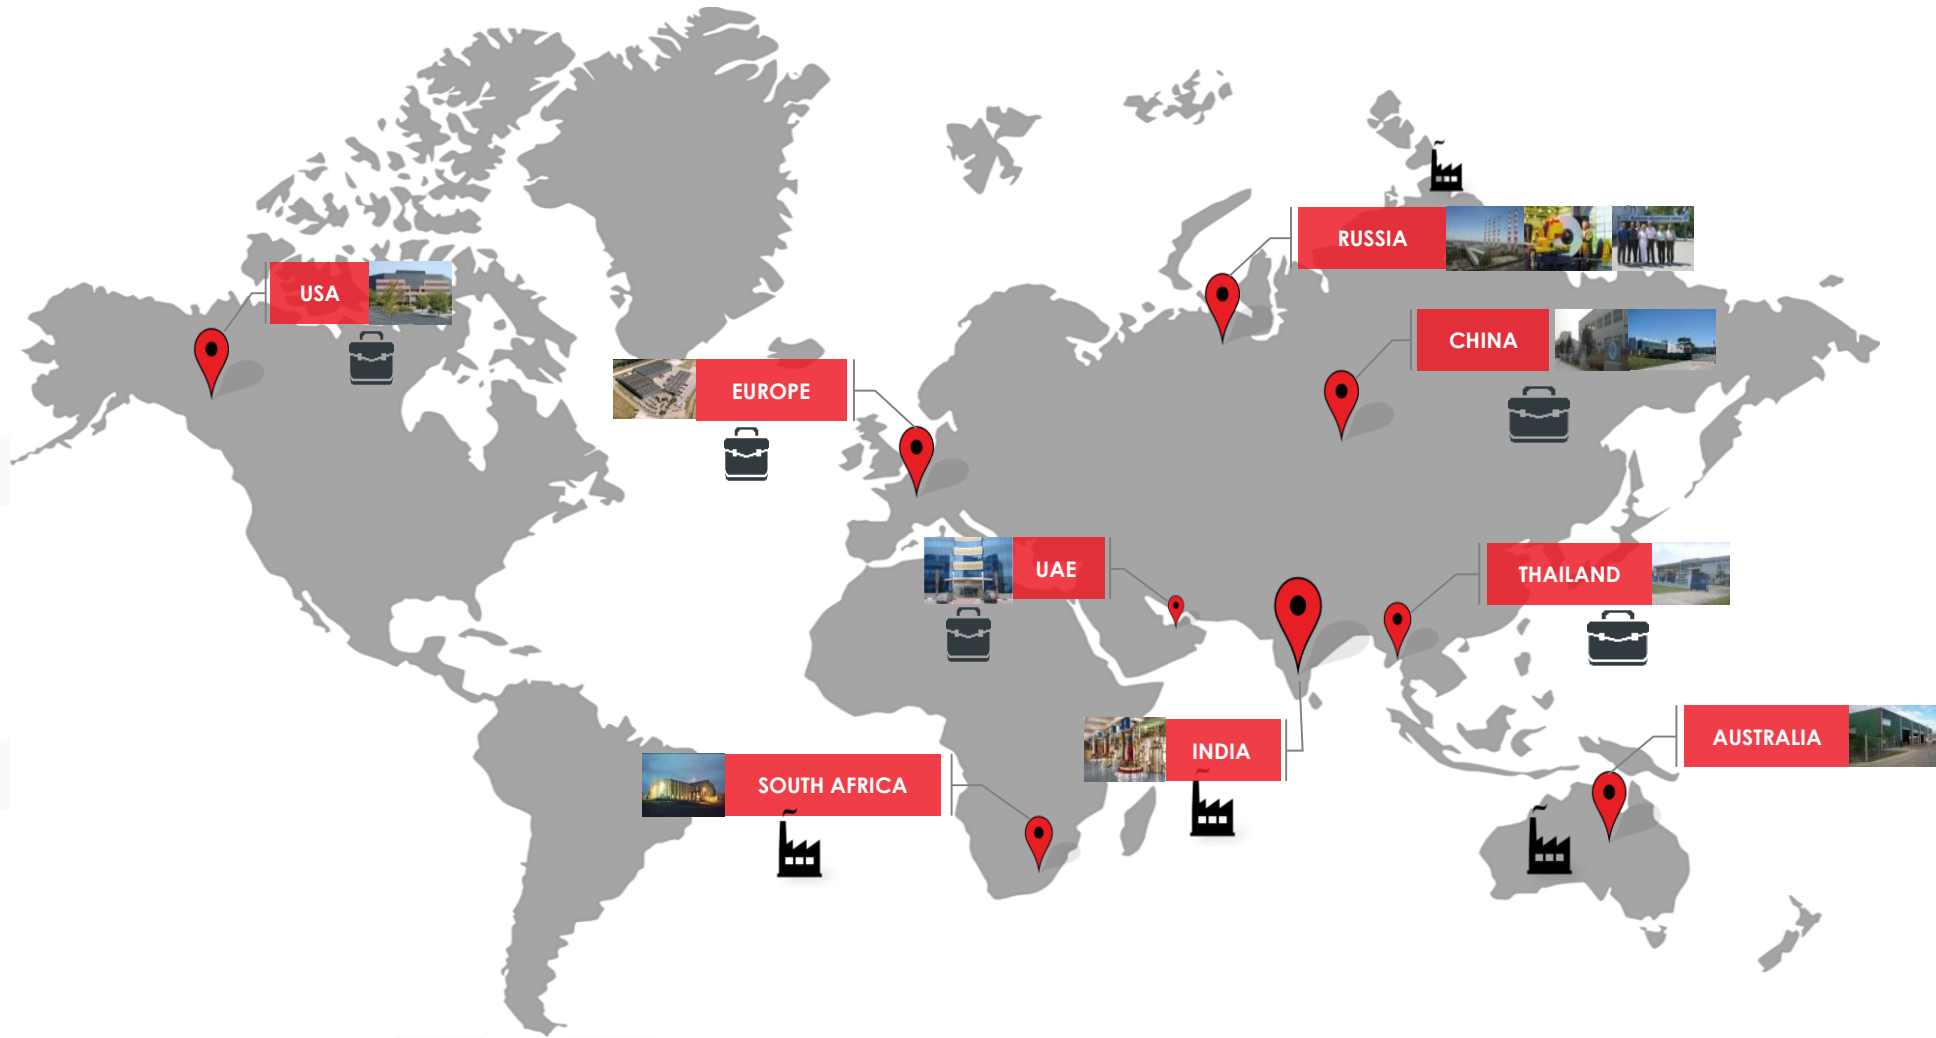 RUSSIA
USA
CHINA
EUROPE
UAE
THAILAND
AUSTRALIA
INDIA
SOUTH AFRICA